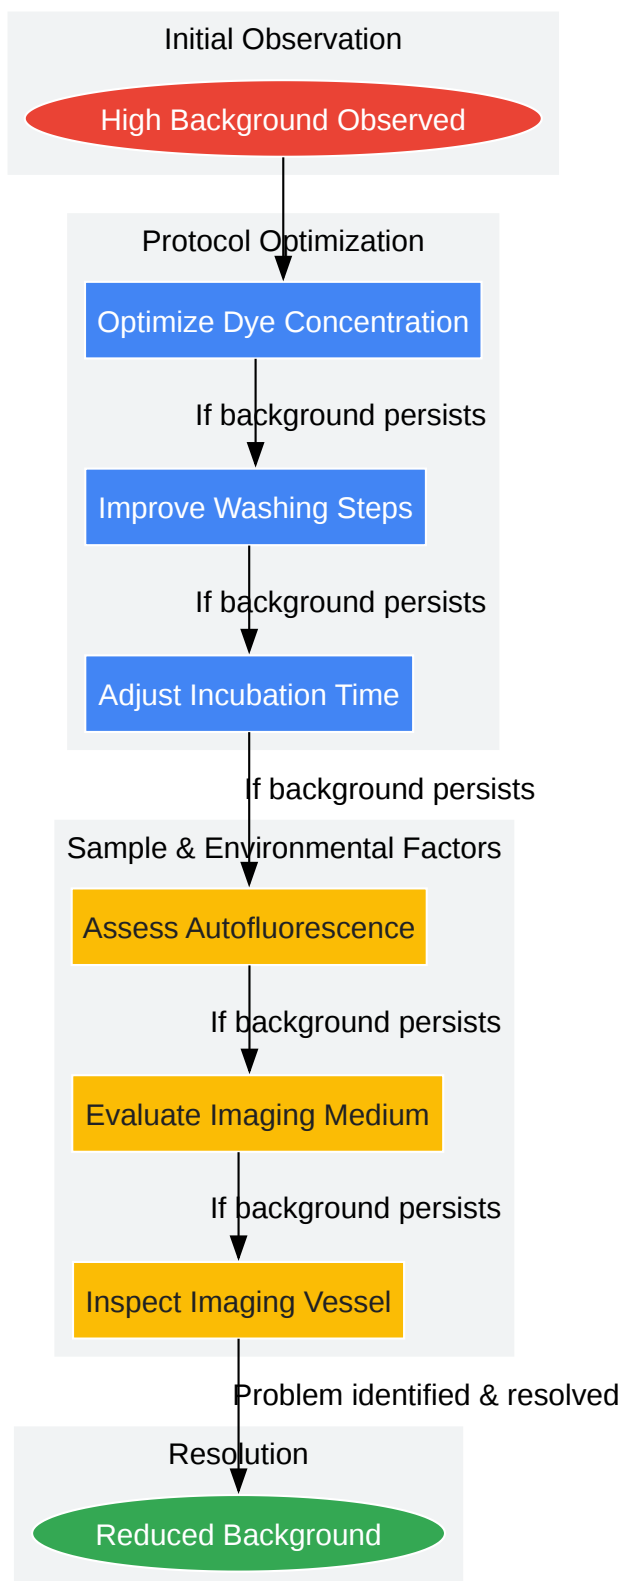 Initial Observation
High Background Observed
Protocol Optimization
Optimize Dye Concentration
If background persists
Improve Washing Steps
If background persists
Adjust Incubation Time
If background persists
Sample & Environmental Factors
Assess Autofluorescence
If background persists
Evaluate Imaging Medium
If background persists
Inspect Imaging Vessel
Problem identified & resolved
Resolution
Reduced Background